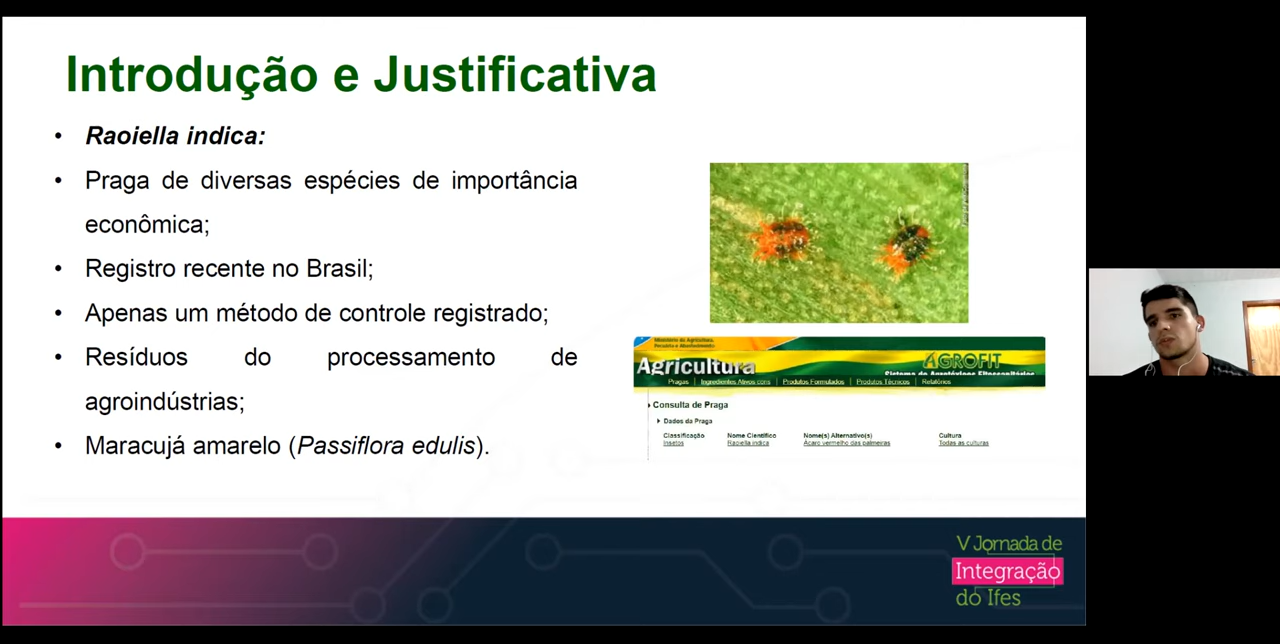 Introdução e Justificativa
• Raoiella indica:
• Praga de diversas espécies de importância
econômica;
• Registro recente no Brasil;
• Apenas um método de controle registrado;
• Resíduos do processamento de
agroindústrias;
• Maracujá amarelo (Passiflora edulis).
Ministério da Agricultura,
Pecuária e Abastecimento
Agricultura
AGROFIT
Sistema de Agrotóxicos Fitossanitários
Pragas | Ingredientes Ativos cons | Produtos Formulados | Produtos Técnicos | Relatórios
Consulta de Praga
Dados da Praga
Classificação Nome Científico Nome(s) Alternativo(s) Cultura
Insetos Raoiella indica Ácaro vermelho das palmeiras Todas as culturas
V Jornada de
Integração
do Ifes